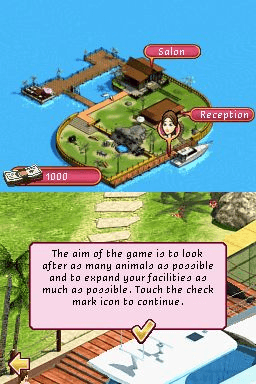 Salon
Reception
1000
The aim of the game is to look
after as many animals as possible
and to expand your facilities as
much as possible. Touch the check
mark icon to continue.